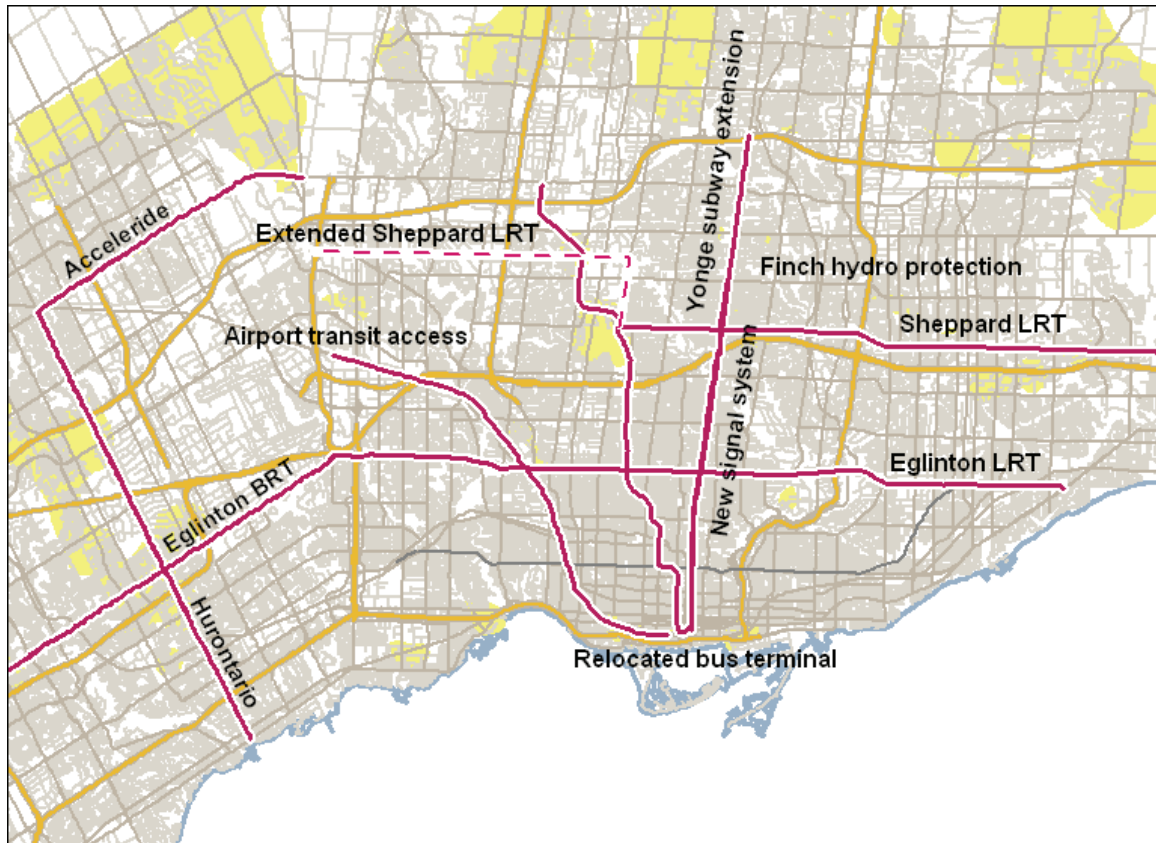 Yonge subway extension
Acceleride
Extended Sheppard LRT
Finch hydro protection
Airport transit access
Sheppard LRT
New signal system
Eglinton LRT
Eglinton BRT
Hurontario
Relocated bus terminal